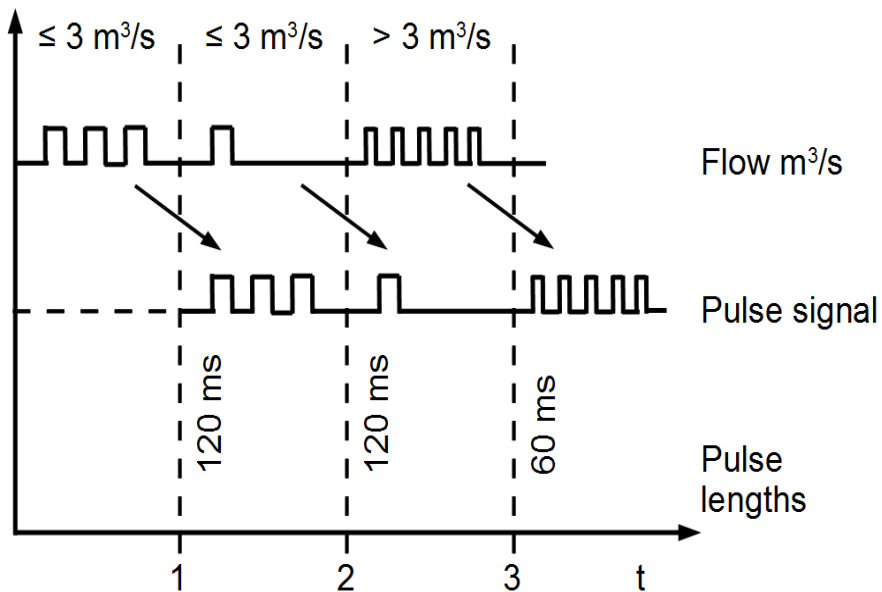 ≤ 3 m³/s ≤ 3 m³/s > 3 m³/s
Flow m³/s
Pulse signal
120 ms
120 ms
60 ms
Pulse
lengths
1 2 3 t